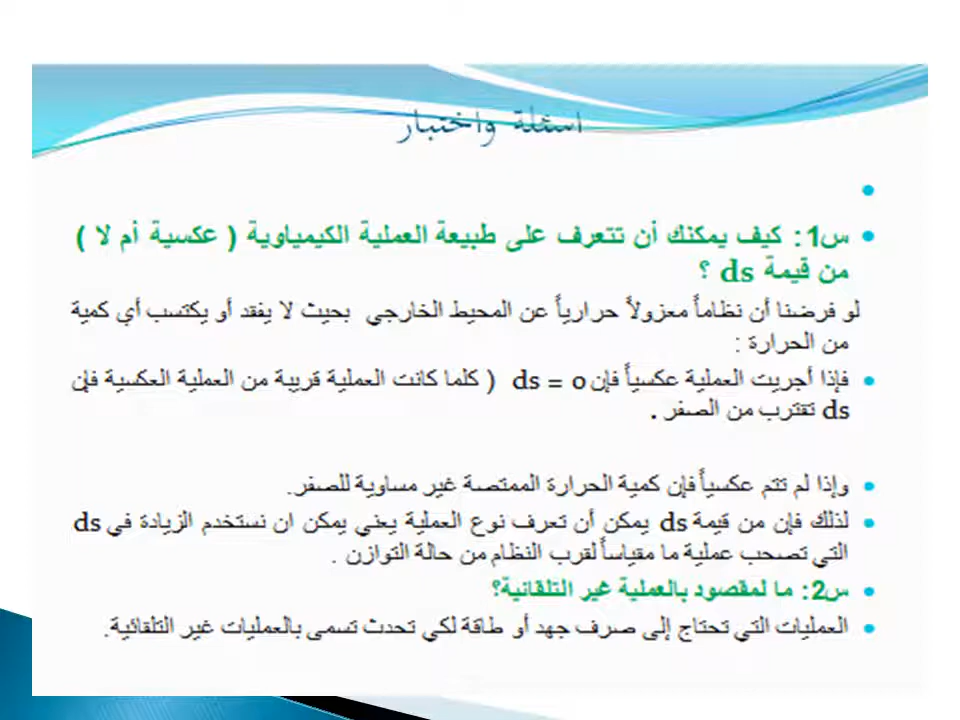 اسئلة واختبار
س1: كيف يمكنك أن تتعرف على طبيعة العملية الكيمياوية ( عكسية أم لا )
من قيمة ds ؟
لو فرضنا أن نظاماً معزولاً حرارياً عن المحيط الخارجي بحيث لا يفقد أو يكتسب أي كمية
من الحرارة :
فإذا أجريت العملية عكسياً فإن ds = o ( كلما كانت العملية قريبة من العملية العكسية فإن
ds تقترب من الصفر .
وإذا لم تتم عكسياً فإن كمية الحرارة الممتصة غير مساوية للصفر.
لذلك فإن من قيمة ds يمكن أن تعرف نوع العملية يعني يمكن ان نستخدم الزيادة في ds
التي تصحب عملية ما مقياساً لقرب النظام من حالة التوازن .
س2: ما لمقصود بالعملية غير التلقانية؟
العمليات التي تحتاج إلى صرف جهد أو طاقة لكي تحدث تسمى بالعمليات غير التلقائية.